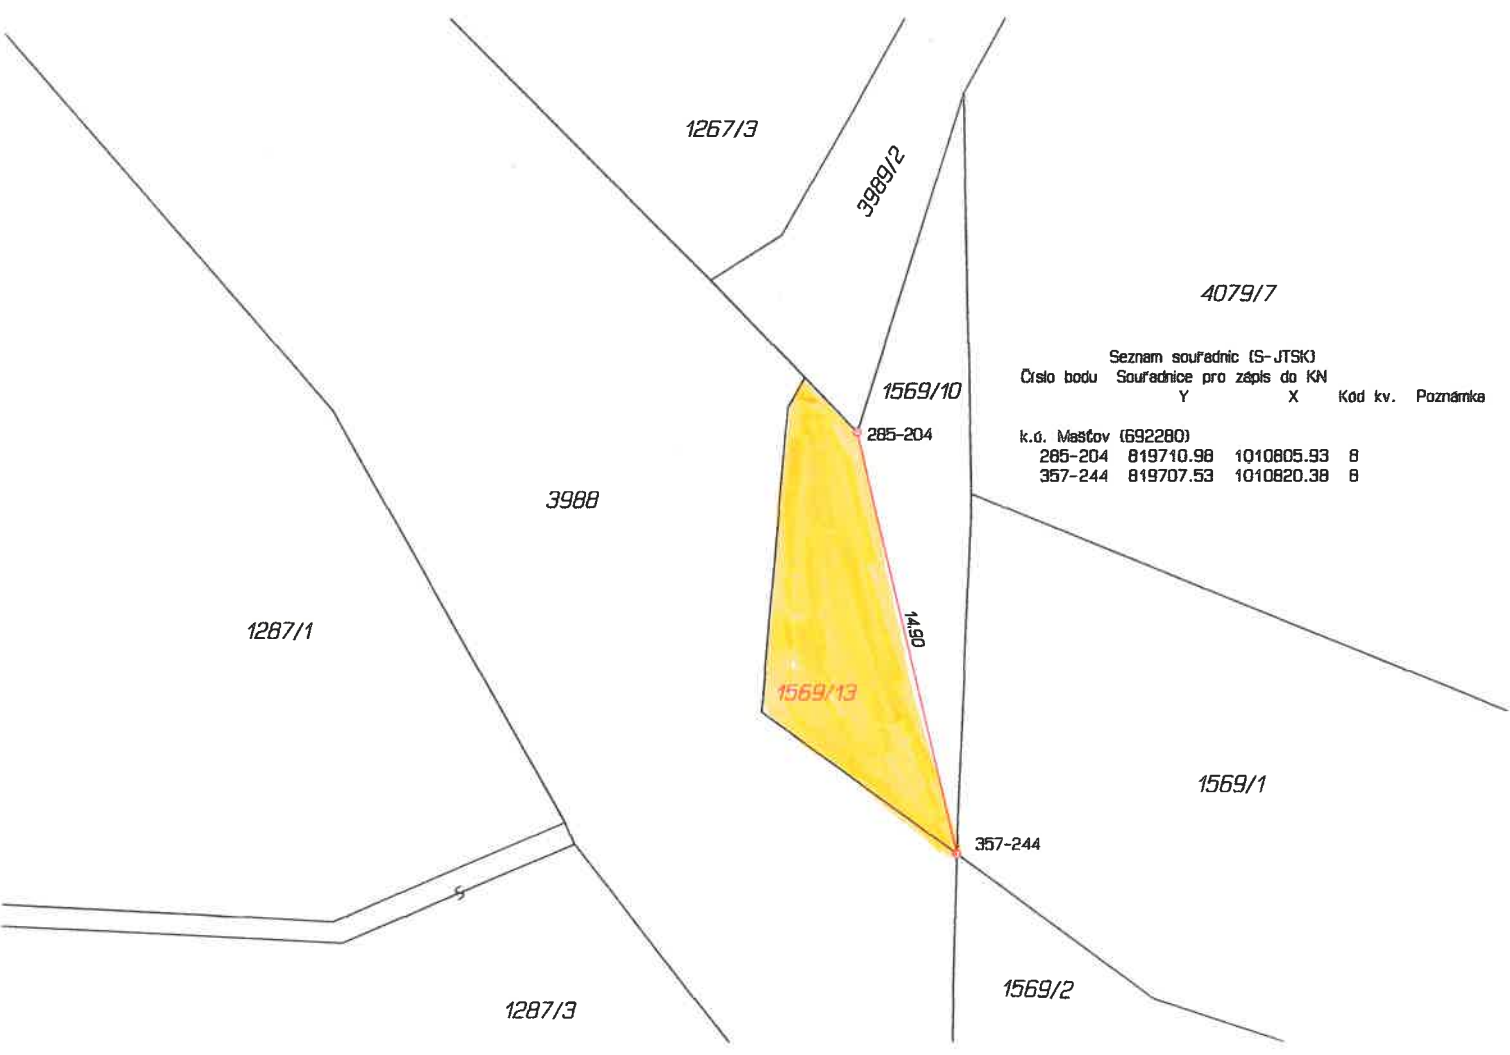 1267/3
3989/2
4079/7
Seznam souřadnic (S-JTSK)
Číslo bodu Souřadnice pro zápis do KN
Y X Kód kv. Poznámka
1569/10
285-204
k.ú. Mašťov (692280)
285-204 819710.98 1010805.93 8
357-244 819707.53 1010820.38 8
3988
1287/1
14.90
1569/13
1569/1
357-244
1569/2
1287/3